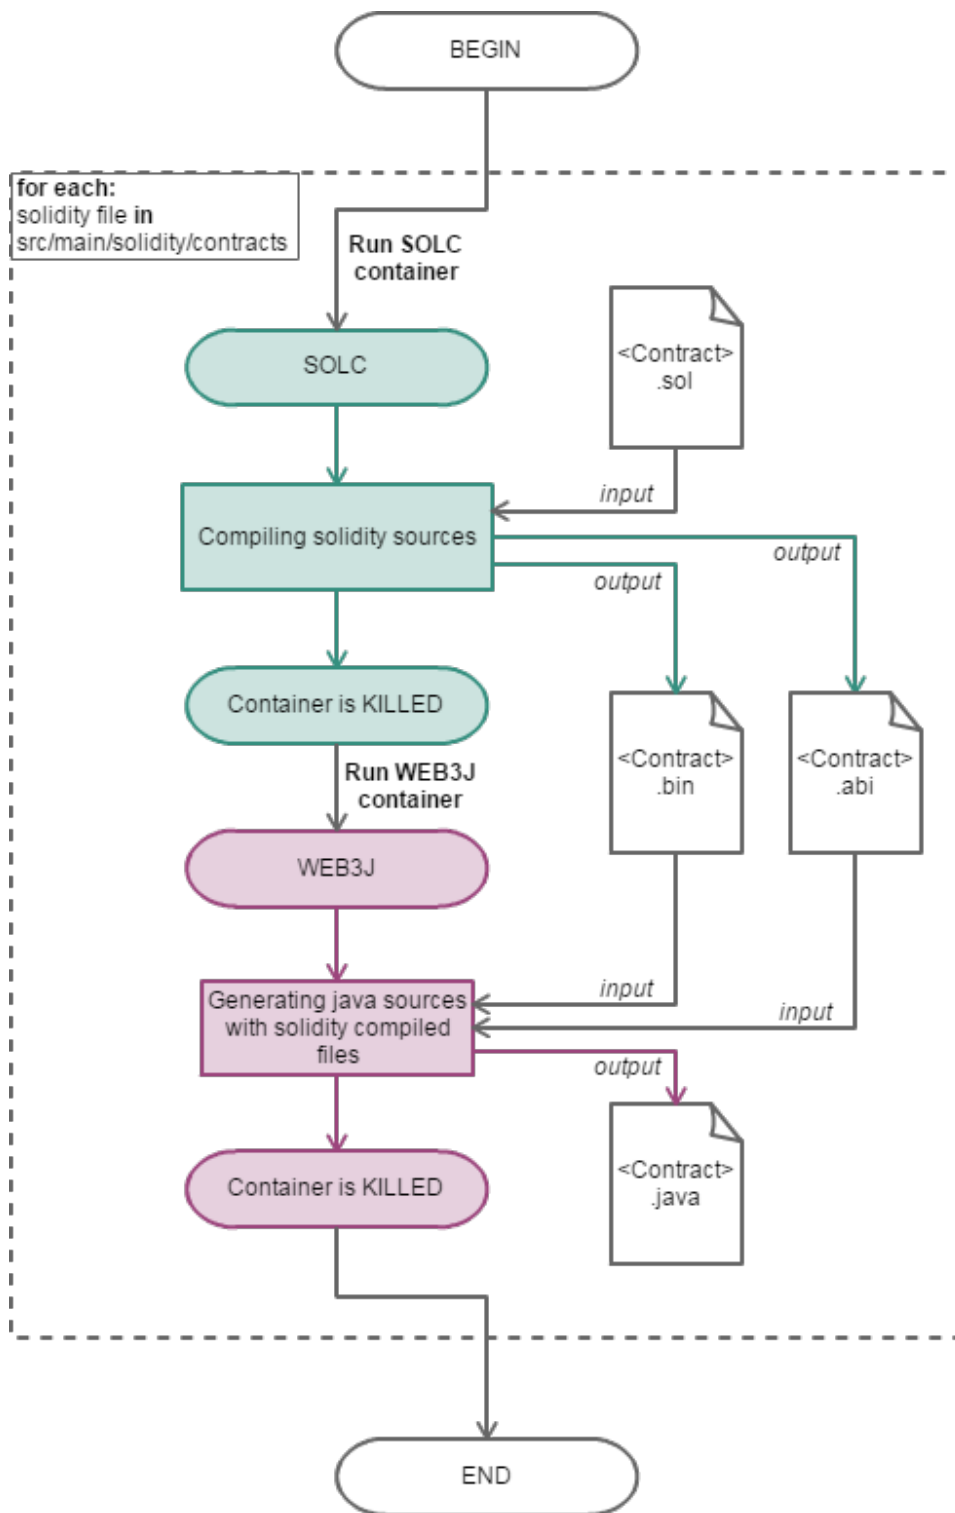 BEGIN
for each:
solidity file in
src/main/solidity/contracts
Run SOLC
container
SOLC
<Contract>
.sol
input
Compiling solidity sources
output
output
Container is KILLED
<Contract>
.bin
<Contract>
.abi
Run WEB3J
container
WEB3J
input
Generating java sources
with solidity compiled
files
input
output
Container is KILLED
<Contract>
.java
END